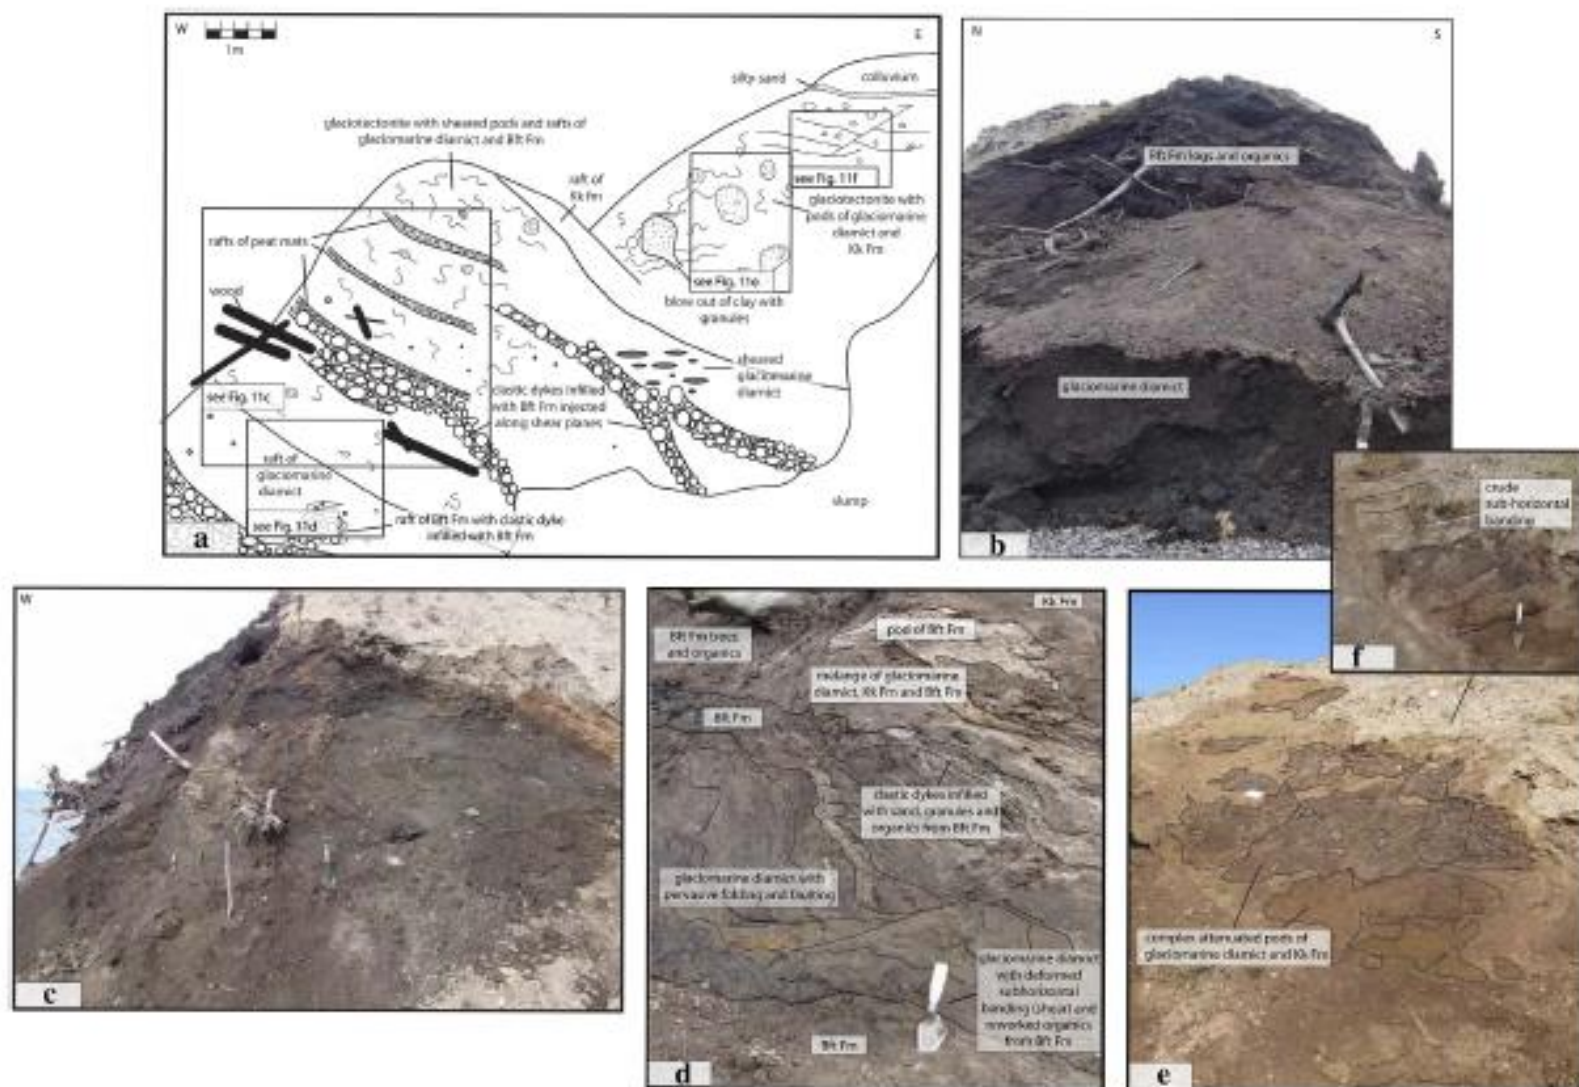 W
E
1m
silty sand
colluvium
glaciotectonite with sheared pods and rafts of
glaciomarine diamict and Bft Fm
raft of
Kk Fm
see Fig. 11f
glaciotectonite with
pods of glaciomarine
diamict and
Kk Fm
rafts of peat mats
see Fig. 11e
wood
blow out of clay with
granules
sheared
glaciomarine
diamict
see Fig. 11c
clastic dykes infilled
with Bft Fm injected
along shear planes
raft of
glaciomarine
diamict
slump
see Fig. 11d
raft of Bft Fm with clastic dyke
infilled with Bft Fm
a
N
S
Bft Fm logs and organics
glaciomarine diamict
b
crude
sub-horizontal
banding
f
W
c
Kk Fm
Bft Fm trees
and organics
pod of Bft Fm
melange of glaciomarine
diamict, Kk Fm and Bft Fm
Bft Fm
clastic dykes infilled
with sand, granules and
organics from Bft Fm
glaciomarine diamict with
pervasive folding and faulting
glaciomarine diamict
with deformed
subhorizontal
banding (shear) and
reworked organics
from Bft Fm
Bft Fm
d
complex attenuated pods of
glaciomarine diamict and Kk Fm
e